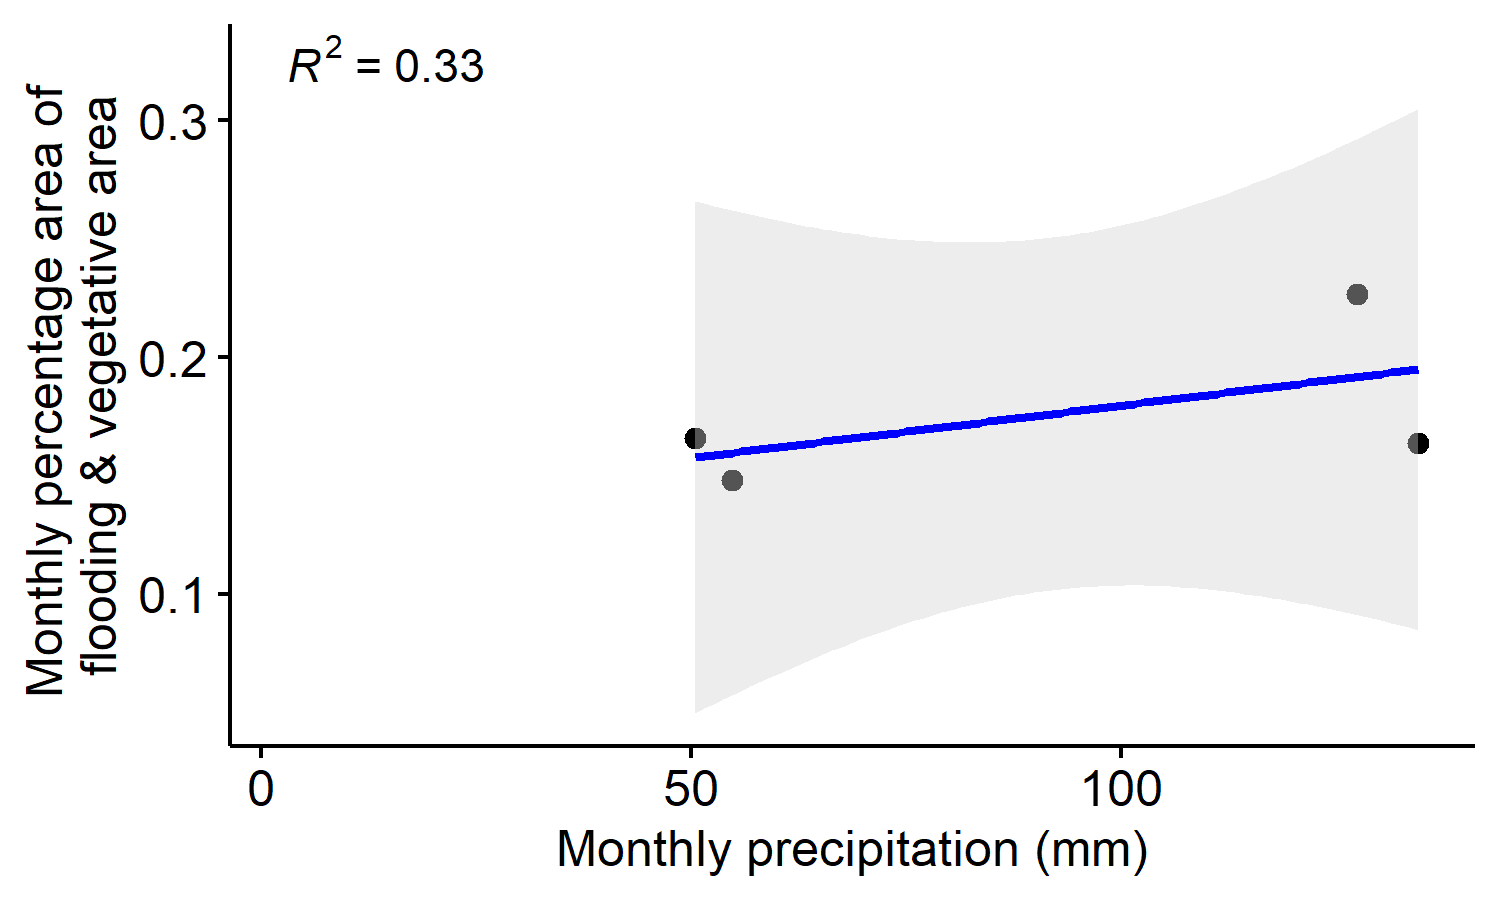 R² = 0.33
Monthly percentage area of
flooding & vegetative area
0.3
0.2
0.1
0
50
100
Monthly precipitation (mm)